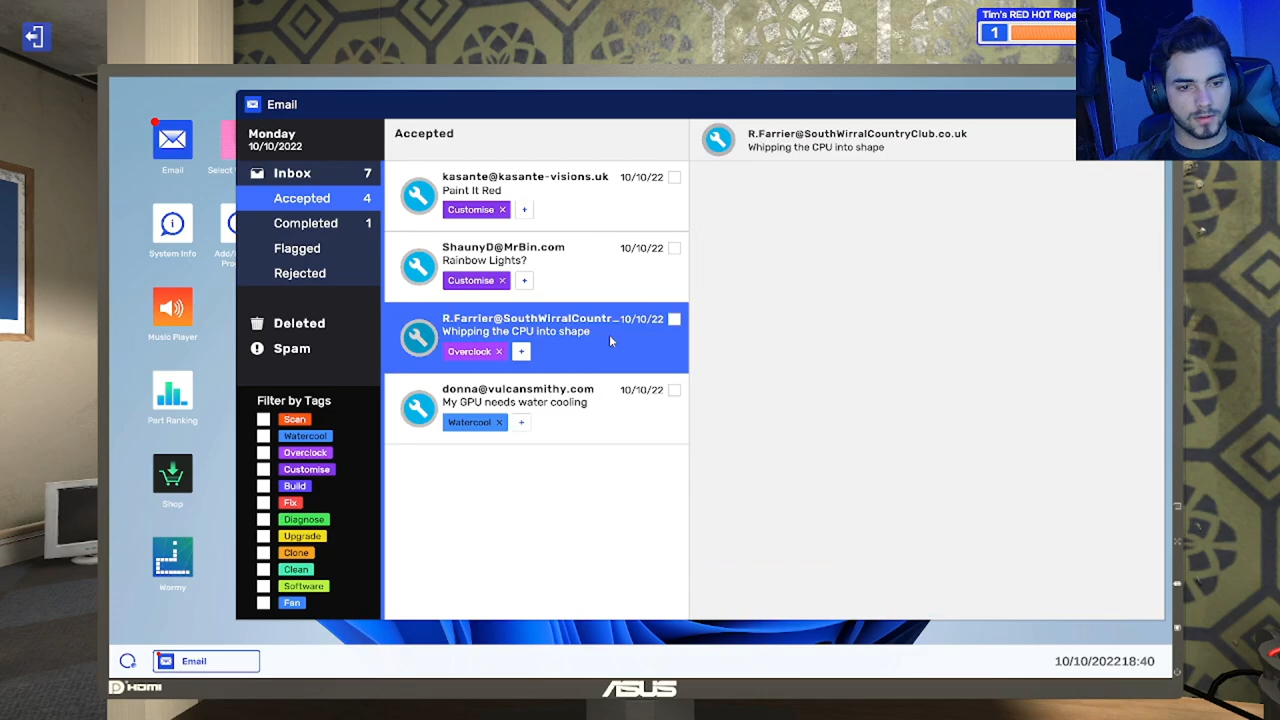 Tim's RED HOT Repa
1
Email
Monday
10/10/2022
Accepted
R.Farrier@SouthWirralCountryClub.co.uk
Whipping the CPU into shape
Inbox 7
Accepted 4
Completed 1
Flagged
Rejected
Deleted
Spam
Filter by Tags
Scan
Watercool
Overclock
Customise
Build
Fix
Diagnose
Upgrade
Clone
Clean
Software
Fan
kasante@kasante-visions.uk 10/10/22
Paint It Red
Customise × +
ShaunyD@MrBin.com 10/10/22
Rainbow Lights?
Customise × +
R.Farrier@SouthWirralCountr... 10/10/22
Whipping the CPU into shape
Overclock × +
donna@vulcansmithy.com 10/10/22
My GPU needs water cooling
Watercool × +
Email
Select
System Info
Add/
Pro
Music Player
Part Ranking
Shop
Wormy
Email
10/10/2022 18:40
HDMI
ASUS